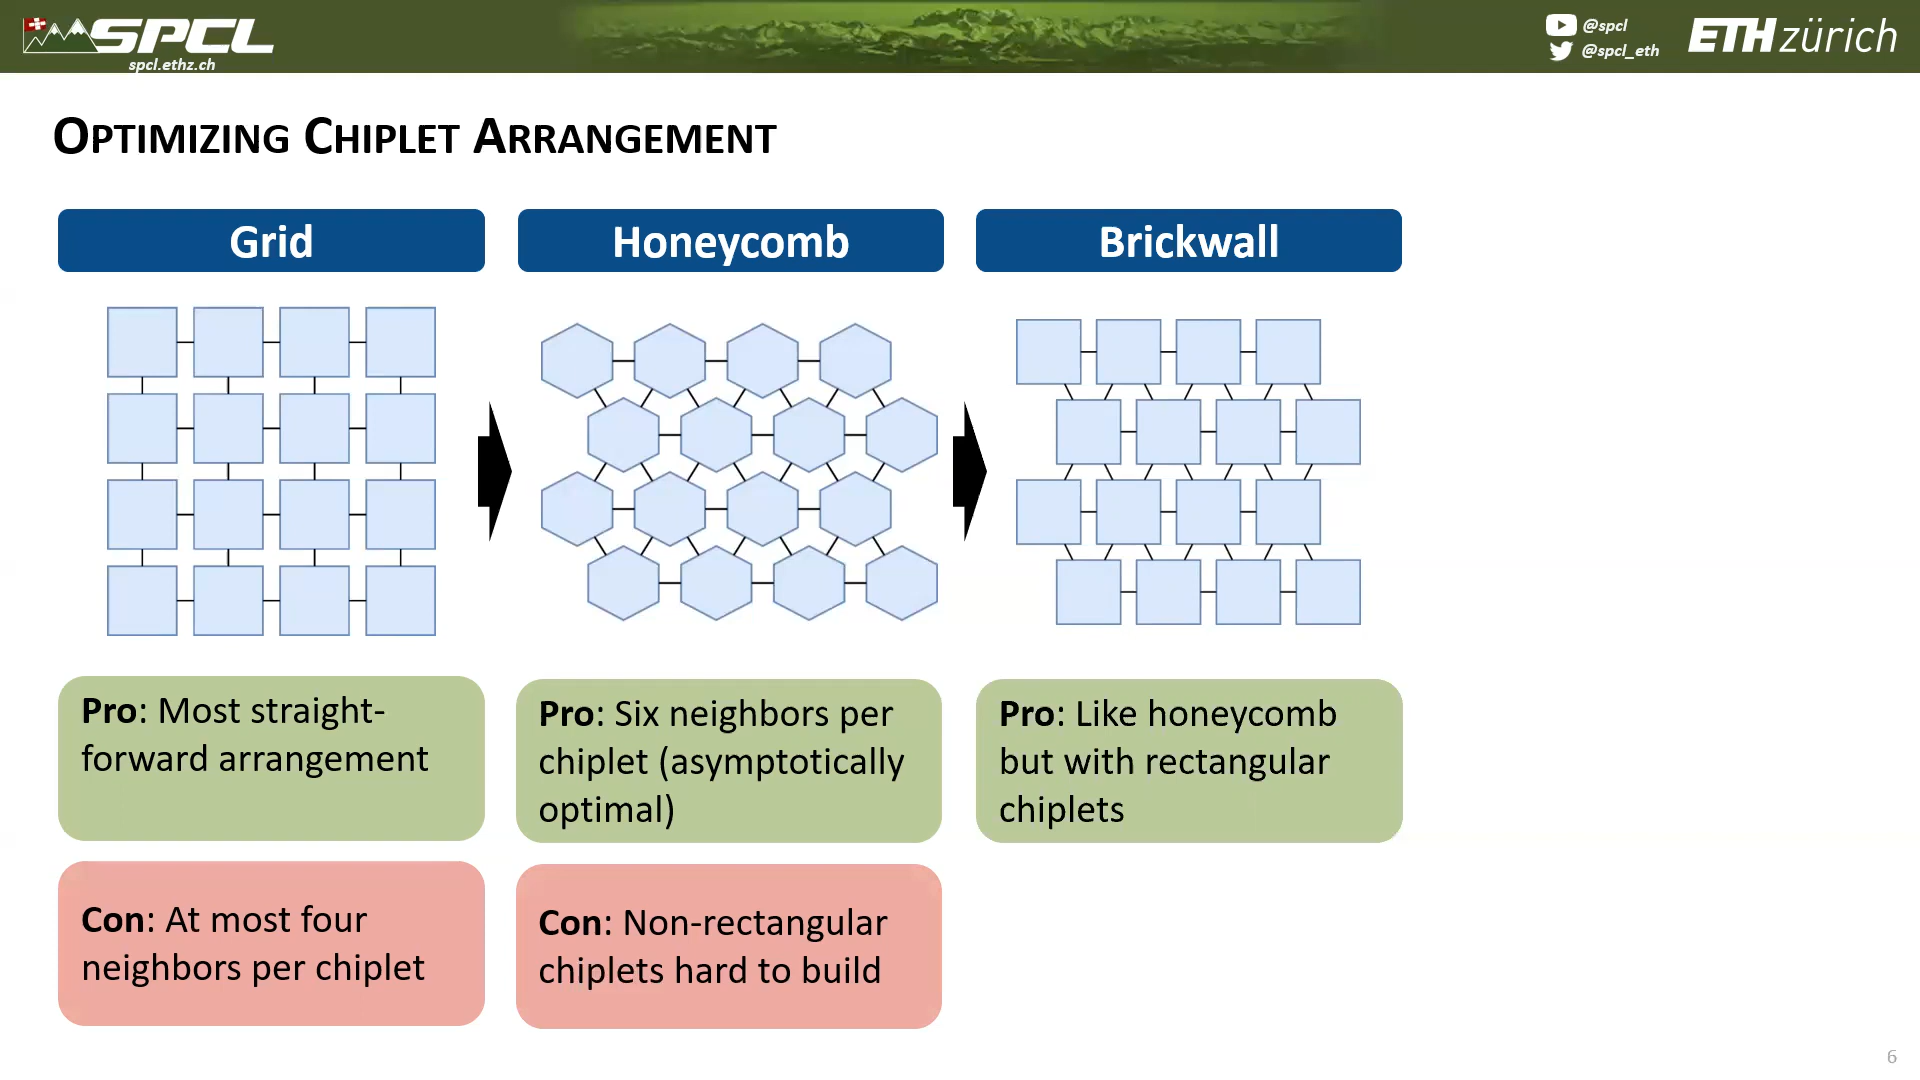 SPCL
spcl.ethz.ch
@spcl
@spcl_eth
ETH zürich
OPTIMIZING CHIPLET ARRANGEMENT
Grid
Honeycomb
Brickwall
Pro: Most straight-
forward arrangement
Pro: Six neighbors per
chiplet (asymptotically
optimal)
Pro: Like honeycomb
but with rectangular
chiplets
Con: At most four
neighbors per chiplet
Con: Non-rectangular
chiplets hard to build
6